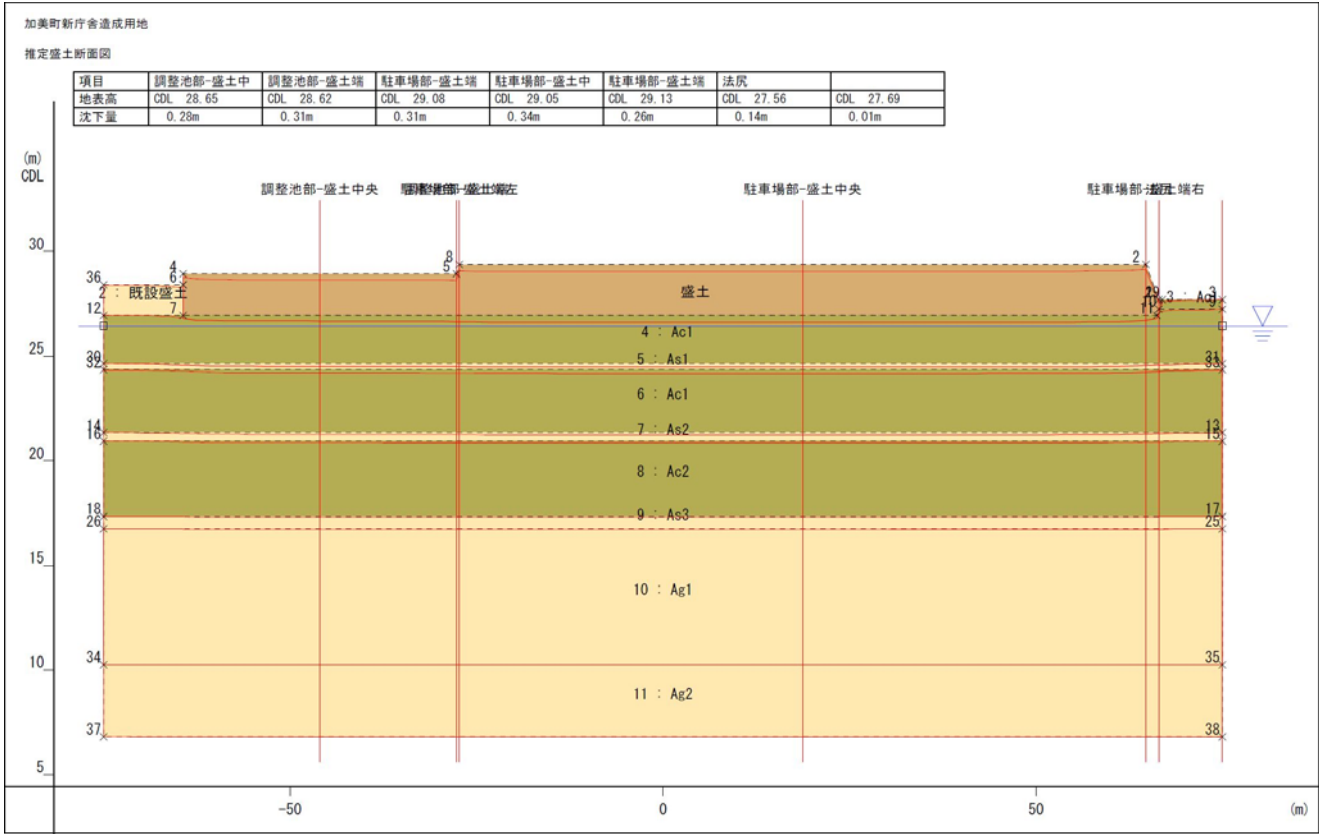 加美町新庁舎造成用地
推定盛土断面図
項目 調整池部-盛土中 調整池部-盛土端 駐車場部-盛土端 駐車場部-盛土中 駐車場部-盛土端 法尻
地表高 CDL 28.65 CDL 28.62 CDL 29.08 CDL 29.05 CDL 29.13 CDL 27.56 CDL 27.69
沈下量 0.28m 0.31m 0.31m 0.34m 0.26m 0.14m 0.01m
(m)
CDL
調整池部-盛土中央 駐車場部-盛土中央
30
8
5
2
4
6
36
2 : 既設盛土
盛土
3
12
7
4 : Ac1
25
5 : As1
31
32
33
6 : Ac1
14
7 : As2
13
16
15
20
8 : Ac2
18
9 : As3
17
26
25
15
10 : Ag1
34
35
10
11 : Ag2
37
38
5
-50 0 50 (m)